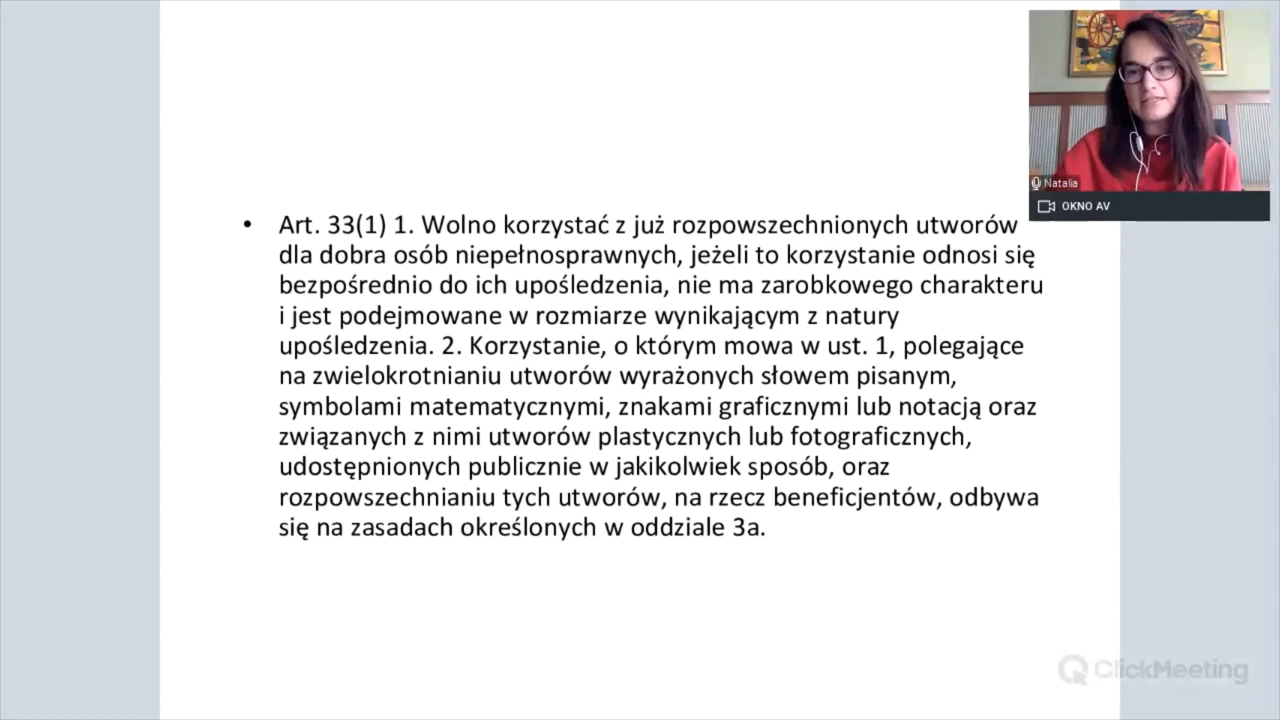 • Art. 33(1) 1. Wolno korzystać z już rozpowszechnionych utworów
dla dobra osób niepełnosprawnych, jeżeli to korzystanie odnosi się
bezpośrednio do ich upośledzenia, nie ma zarobkowego charakteru
i jest podejmowane w rozmiarze wynikającym z natury
upośledzenia. 2. Korzystanie, o którym mowa w ust. 1, polegające
na zwielokrotnianiu utworów wyrażonych słowem pisanym,
symbolami matematycznymi, znakami graficznymi lub notacją oraz
związanych z nimi utworów plastycznych lub fotograficznych,
udostępnionych publicznie w jakikolwiek sposób, oraz
rozpowszechnianiu tych utworów, na rzecz beneficjentów, odbywa
się na zasadach określonych w oddziale 3a.
Natalia
OKNO AV
ClickMeeting